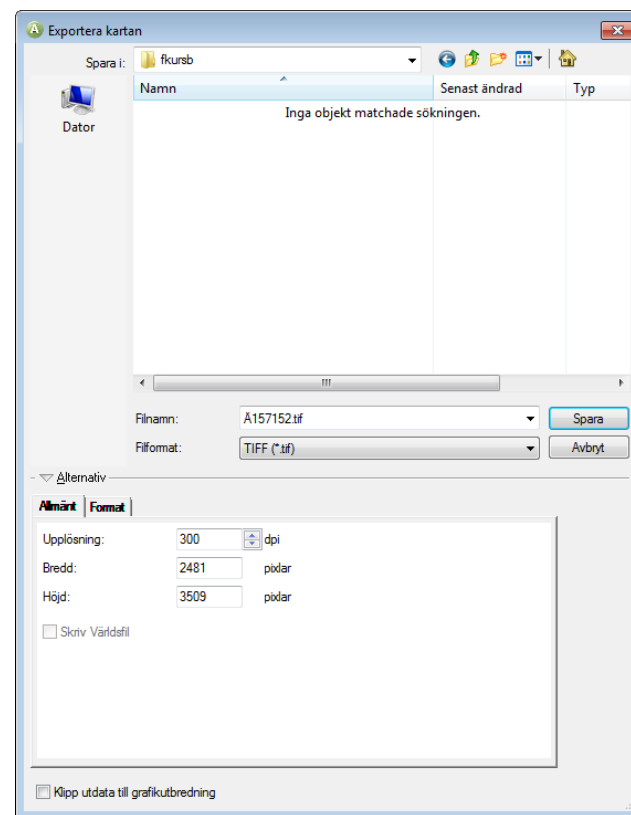 Exportera kartan
Spara i:
fkursb
Namn
Senast ändrad
Typ
Inga objekt matchade sökningen.
Dator
Filnamn:
Ä157152.tif
Spara
Filformat:
TIFF (*.tif)
Avbryt
Alternativ
Allmänt
Format
Upplösning:
300
dpi
Bredd:
2481
pixlar
Höjd:
3509
pixlar
Skriv Världsfil
Klipp utdata till grafikutbredning